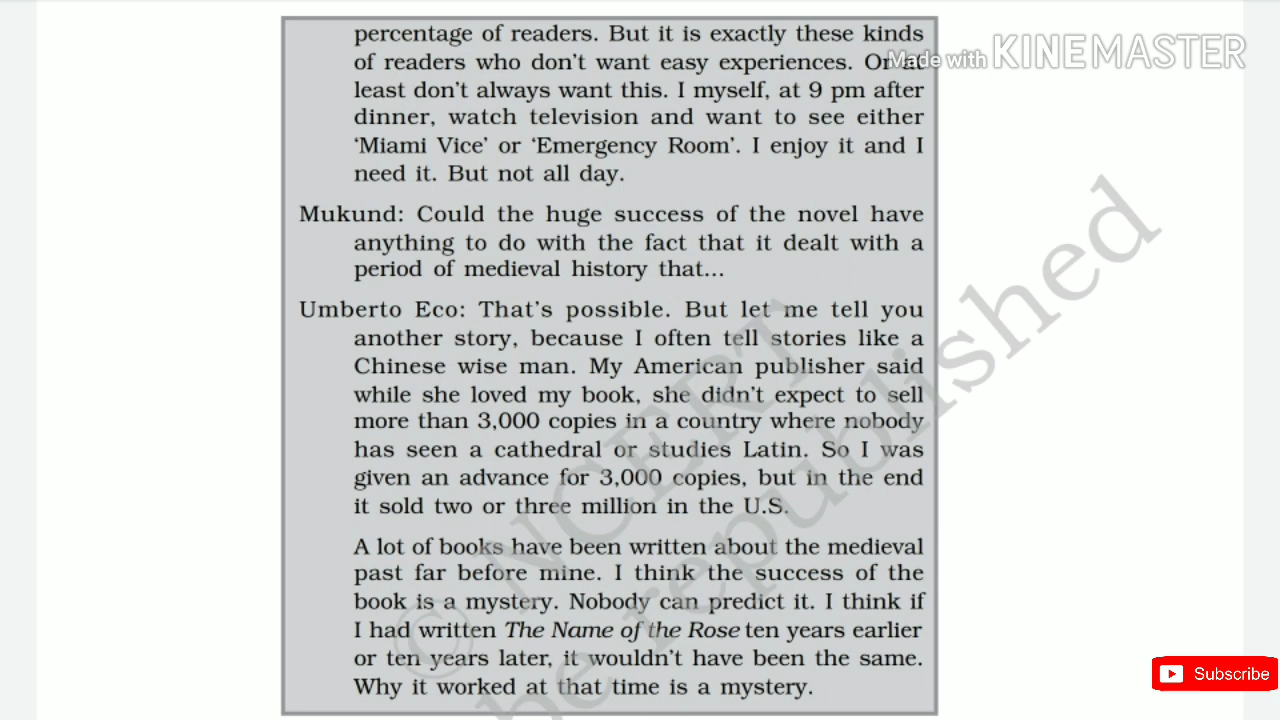 percentage of readers. But it is exactly these kinds
of readers who don't want easy experiences. Or at
least don't always want this. I myself, at 9 pm after
dinner, watch television and want to see either
‘Miami Vice’ or ‘Emergency Room’. I enjoy it and I
need it. But not all day.
Mukund: Could the huge success of the novel have
anything to do with the fact that it dealt with a
period of medieval history that...
Umberto Eco: That's possible. But let me tell you
another story, because I often tell stories like a
Chinese wise man. My American publisher said
while she loved my book, she didn't expect to sell
more than 3,000 copies in a country where nobody
has seen a cathedral or studies Latin. So I was
given an advance for 3,000 copies, but in the end
it sold two or three million in the U.S.
A lot of books have been written about the medieval
past far before mine. I think the success of the
book is a mystery. Nobody can predict it. I think if
I had written The Name of the Rose ten years earlier
or ten years later, it wouldn't have been the same.
Why it worked at that time is a mystery.
Made with KINEMASTER
© NCERT
be republished
Subscribe